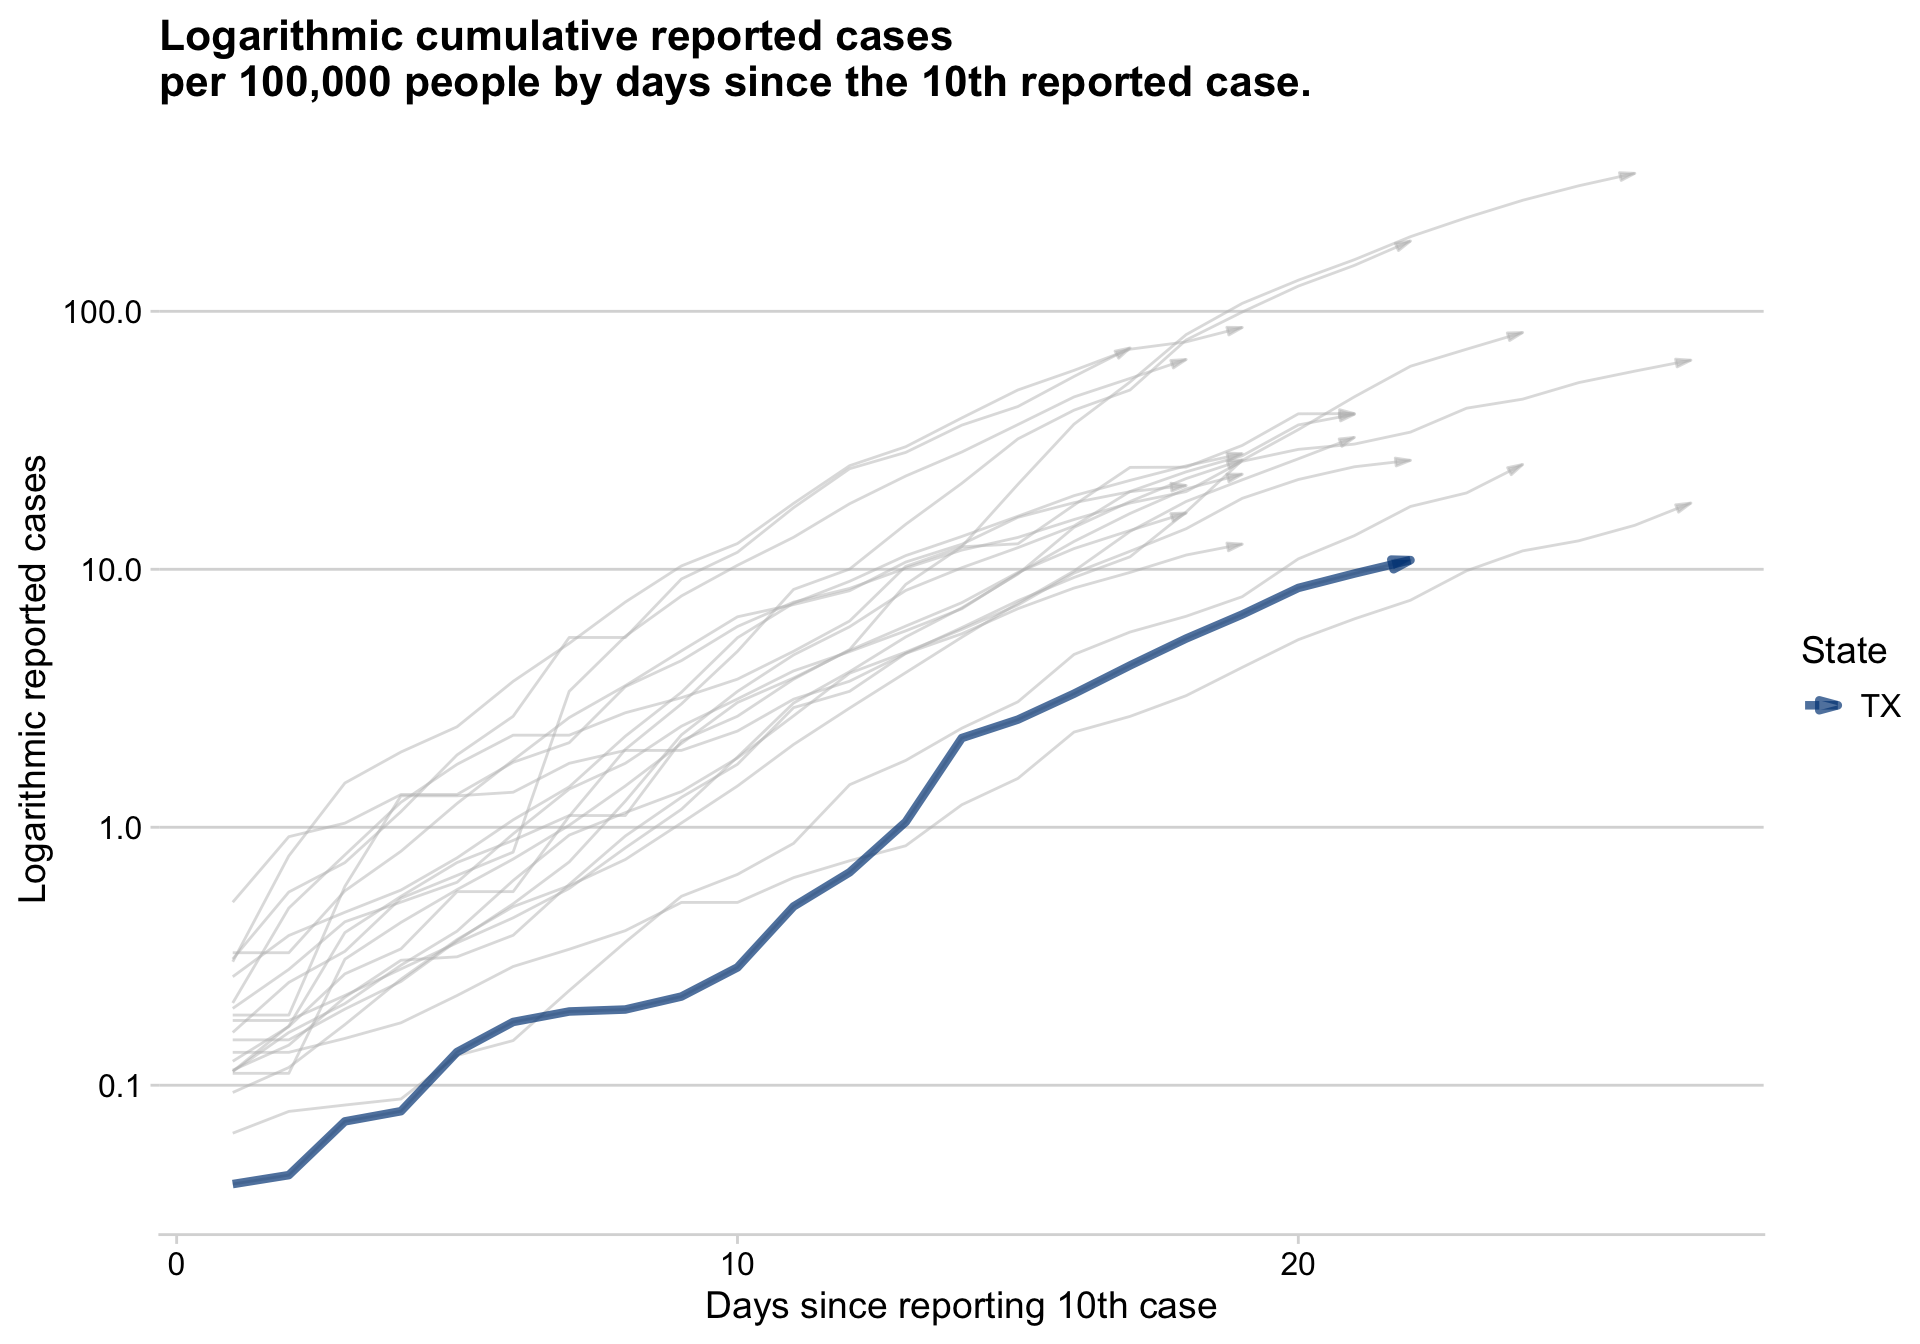 Logarithmic cumulative reported cases
per 100,000 people by days since the 10th reported case.
Logarithmic reported cases
100.0
10.0
1.0
0.1
0
10
20
Days since reporting 10th case
State
TX